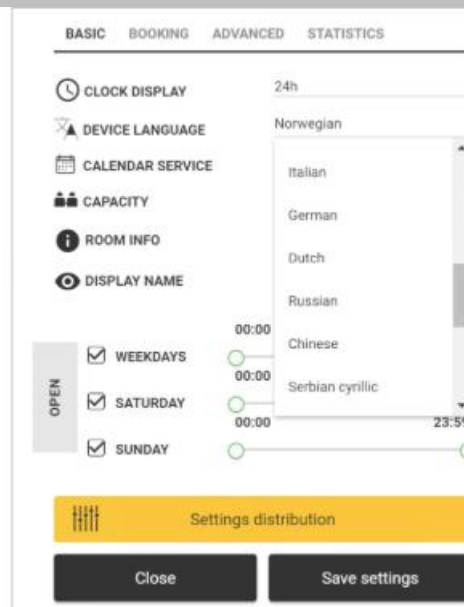 BASIC BOOKING ADVANCED STATISTICS
CLOCK DISPLAY 24h
DEVICE LANGUAGE Norwegian
CALENDAR SERVICE
Italian
CAPACITY
German
ROOM INFO
Dutch
DISPLAY NAME
Russian
Chinese
Serbian cyrillic
OPEN
00:00
WEEKDAYS
00:00
SATURDAY
00:00 23:59
SUNDAY
Settings distribution
Close Save settings